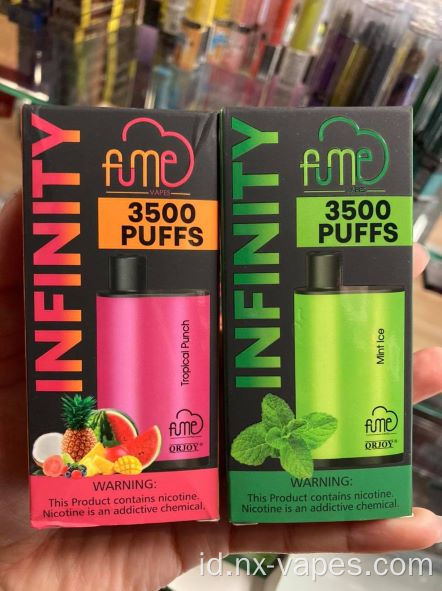 INFINITY
fume
VAPES
3500
PUFFS
Tropical Punch
fume
QRJOY®
WARNING:
This Product contains nicotine.
Nicotine is an addictive chemical.
INFINITY
fume
VAPES
3500
PUFFS
Mint Ice
fume
QRJOY®
WARNING:
This Product contains nicotine.
Nicotine is an addictive chemical.
id.nx-vapes.com